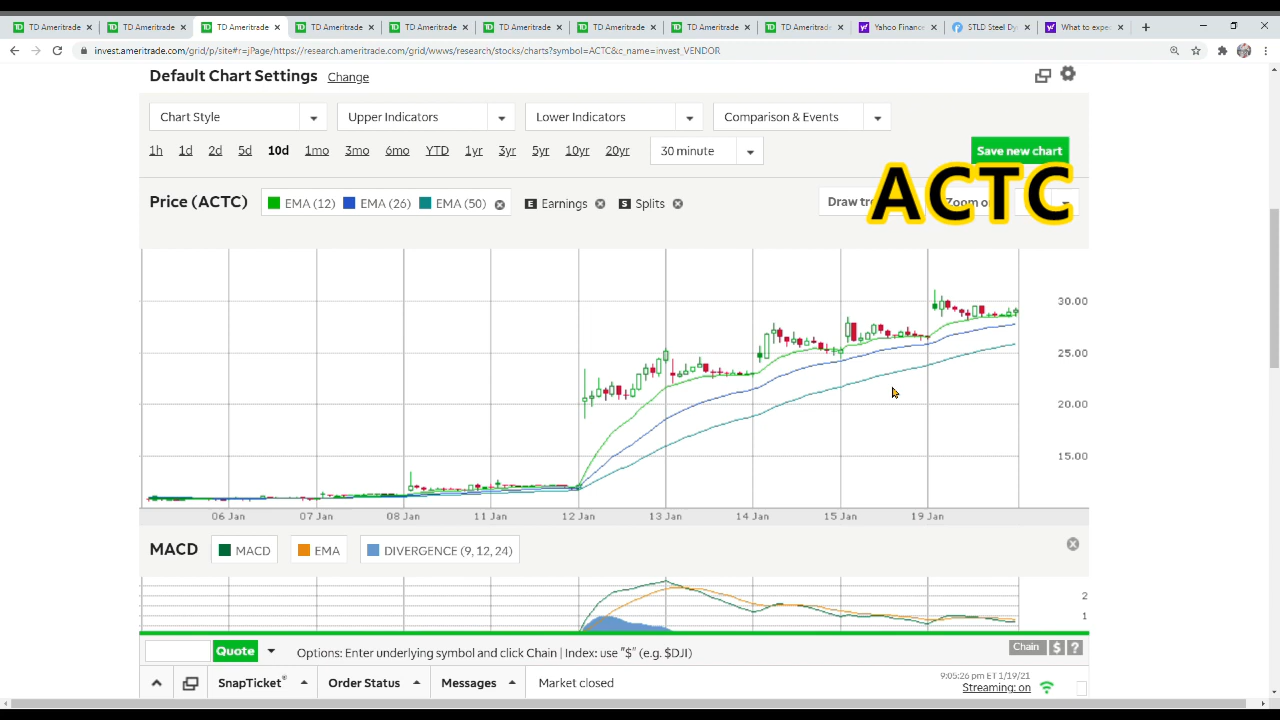 TD Ameritrade TD Ameritrade TD Ameritrade TD Ameritrade TD Ameritrade TD Ameritrade TD Ameritrade TD Ameritrade TD Ameritrade Yahoo Financ STLD Steel Dy What to expe
invest.ameritrade.com/grid/p/site#r=jPage/https://research.ameritrade.com/grid/wwws/research/stocks/charts?symbol=ACTC&c_name=invest_VENDOR
Default Chart Settings Change
Chart Style Upper Indicators Lower Indicators Comparison & Events
1h 1d 2d 5d 10d 1mo 3mo 6mo YTD 1yr 3yr 5yr 10yr 20yr 30 minute Save new chart
ACTC
Price (ACTC) EMA (12) EMA (26) EMA (50) E Earnings S Splits Draw Zoom
30.00
25.00
20.00
15.00
06 Jan 07 Jan 08 Jan 11 Jan 12 Jan 13 Jan 14 Jan 15 Jan 19 Jan
MACD MACD EMA DIVERGENCE (9, 12, 24)
2
1
Quote Options: Enter underlying symbol and click Chain | Index: use "$" (e.g. $DJI) Chain $ ?
SnapTicket® Order Status Messages Market closed 9:05:26 pm ET 1/19/21
Streaming: on